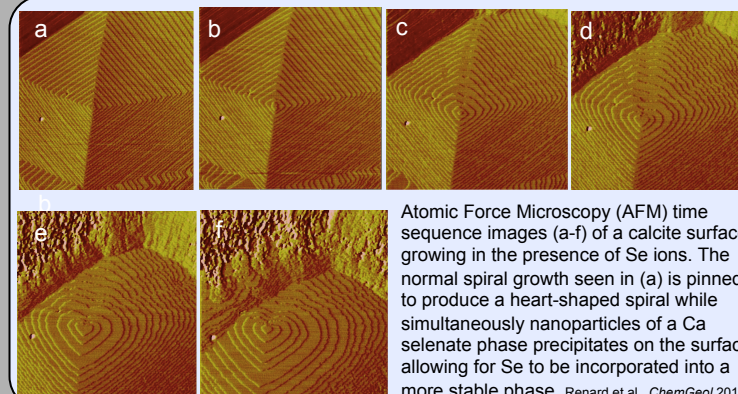 a
b
c
d
b
e
f
Atomic Force Microscopy (AFM) time
sequence images (a-f) of a calcite surfac
growing in the presence of Se ions. The
normal spiral growth seen in (a) is pinned
to produce a heart-shaped spiral while
simultaneously nanoparticles of a Ca
selenate phase precipitates on the surfac
allowing for Se to be incorporated into a
more stable phase. Renard et al., ChemGeol 201